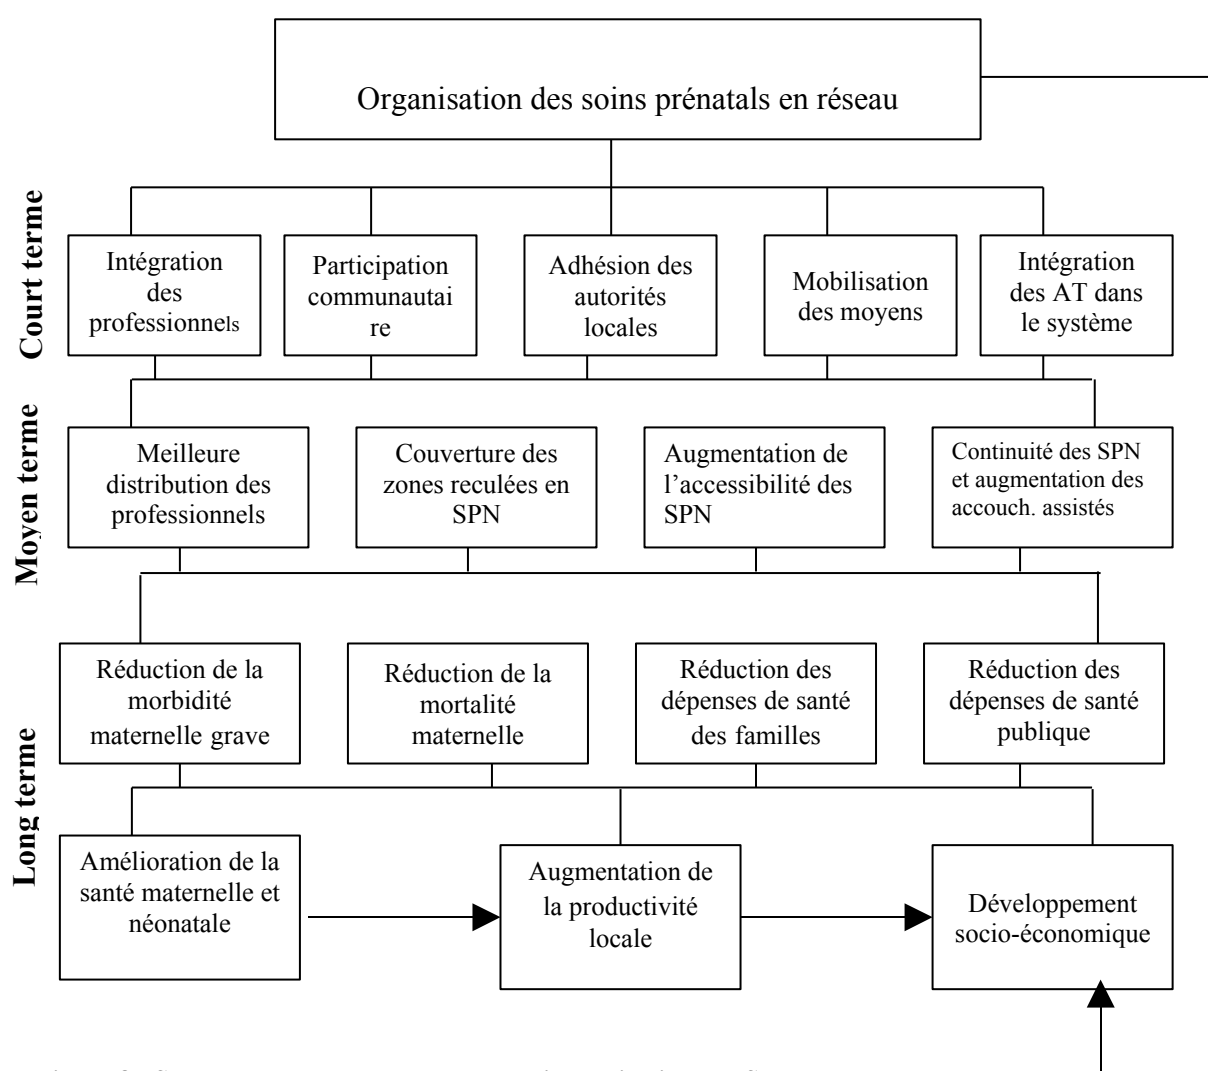 Organisation des soins prénatals en réseau
Court terme
Intégration
des
professionnels
Participation
communautai
re
Adhésion des
autorités
locales
Mobilisation
des moyens
Intégration
des AT dans
le système
Moyen terme
Meilleure
distribution des
professionnels
Couverture des
zones reculées en
SPN
Augmentation de
l’accessibilité des
SPN
Continuité des SPN
et augmentation des
accouch. assistés
Long terme
Réduction de la
morbidité
maternelle grave
Réduction de la
mortalité
maternelle
Réduction des
dépenses de santé
des familles
Réduction des
dépenses de santé
publique
Amélioration de la
santé maternelle et
néonatale
Augmentation de
la productivité
locale
Développement
socio-économique